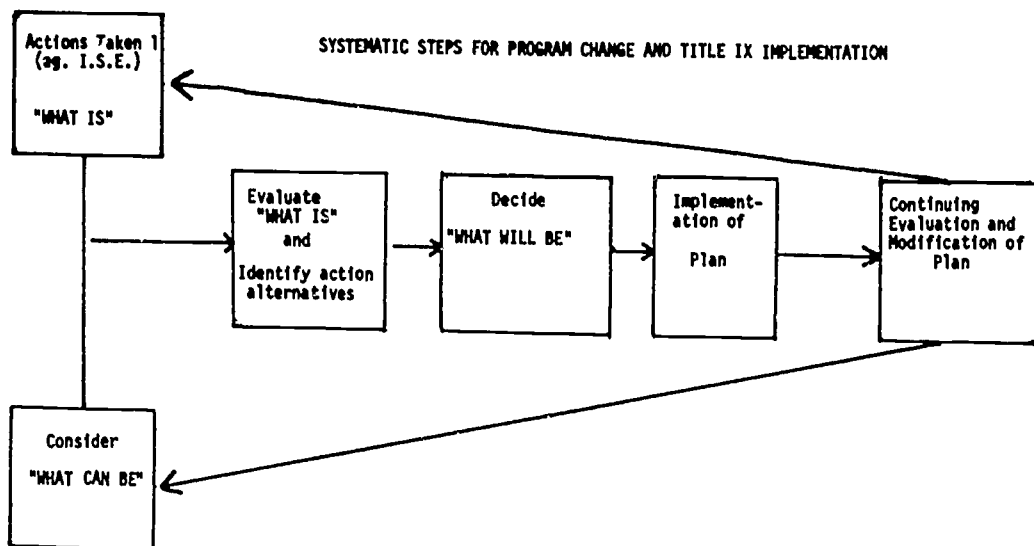 SYSTEMATIC STEPS FOR PROGRAM CHANGE AND TITLE IX IMPLEMENTATION
Actions Taken 1
(ag. I.S.E.)
"WHAT IS"
Evaluate
"WHAT IS"
and
Identify action
alternatives
Decide
"WHAT WILL BE"
Implement-
ation of
Plan
Continuing
Evaluation and
Modification of
Plan
Consider
"WHAT CAN BE"